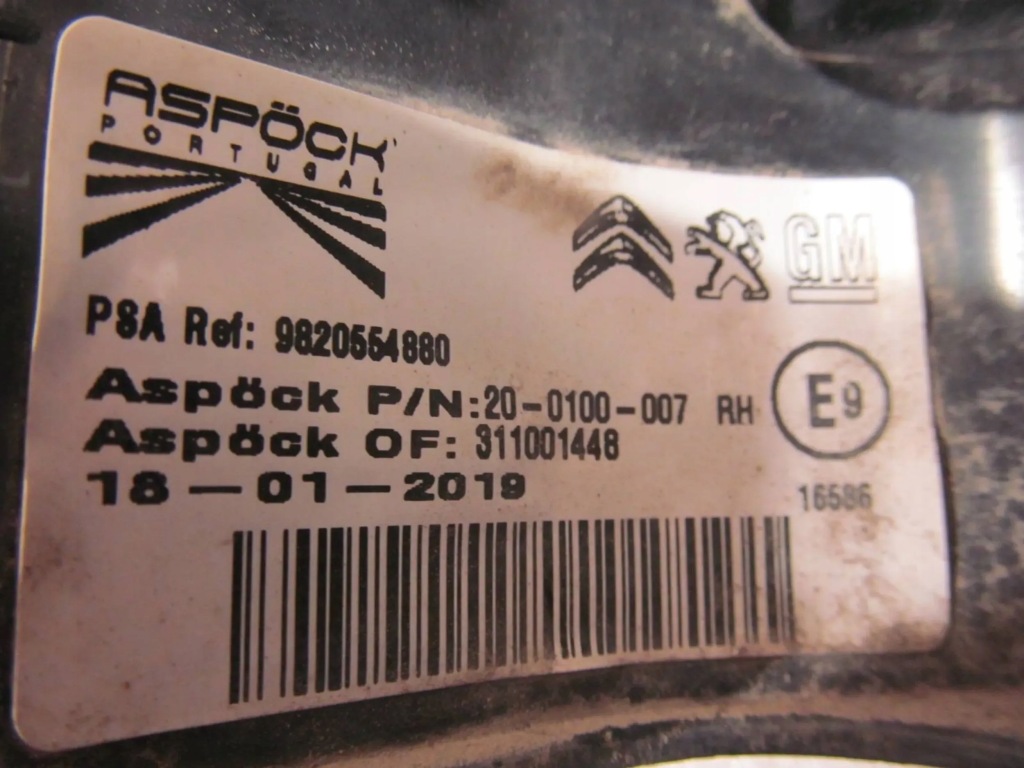 ASPÖCK
PORTUGAL
GM
PSA Ref: 9820554880
Aspöck P/N:20-0100-007 RH
E9
Aspöck OF: 311001448
18-01-2019
16586